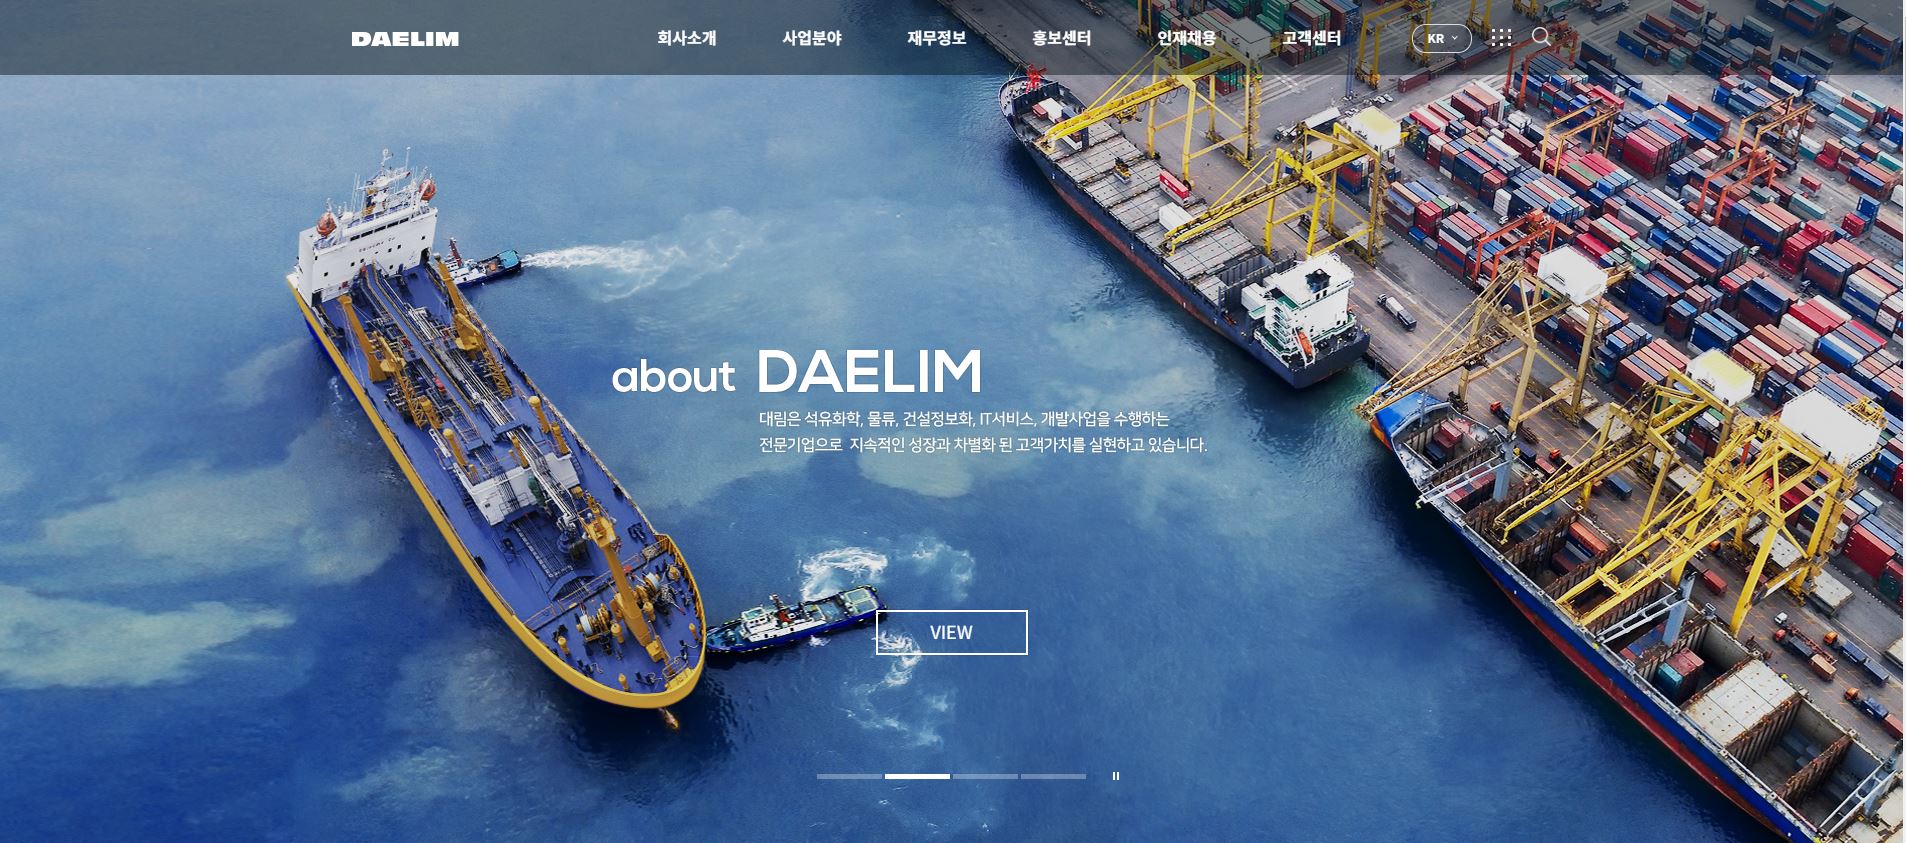 DAELIM
회사소개
사업분야
재무정보
홍보센터
인재채용
고객센터
KR
about DAELIM
대림은 석유화학, 물류, 건설정보화, IT서비스, 개발사업을 수행하는
전문기업으로 지속적인 성장과 차별화 된 고객가치를 실현하고 있습니다.
VIEW